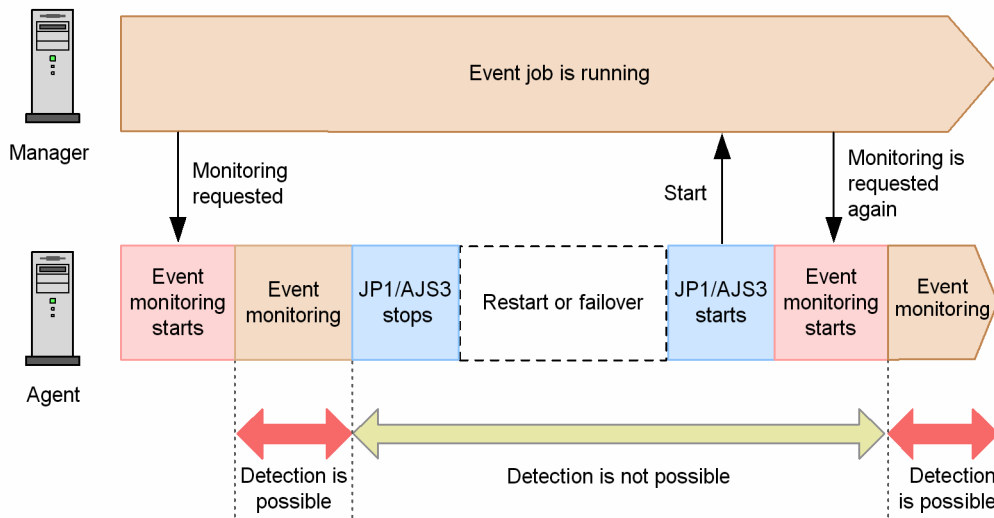 Event job is running
Manager
Monitoring
requested
Start
Monitoring is
requested
again
Event
monitoring
starts
Event
monitoring
JP1/AJS3
stops
Restart or failover
JP1/AJS3
starts
Event
monitoring
starts
Event
monitoring
Agent
Detection is
possible
Detection is not possible
Detection
is possible